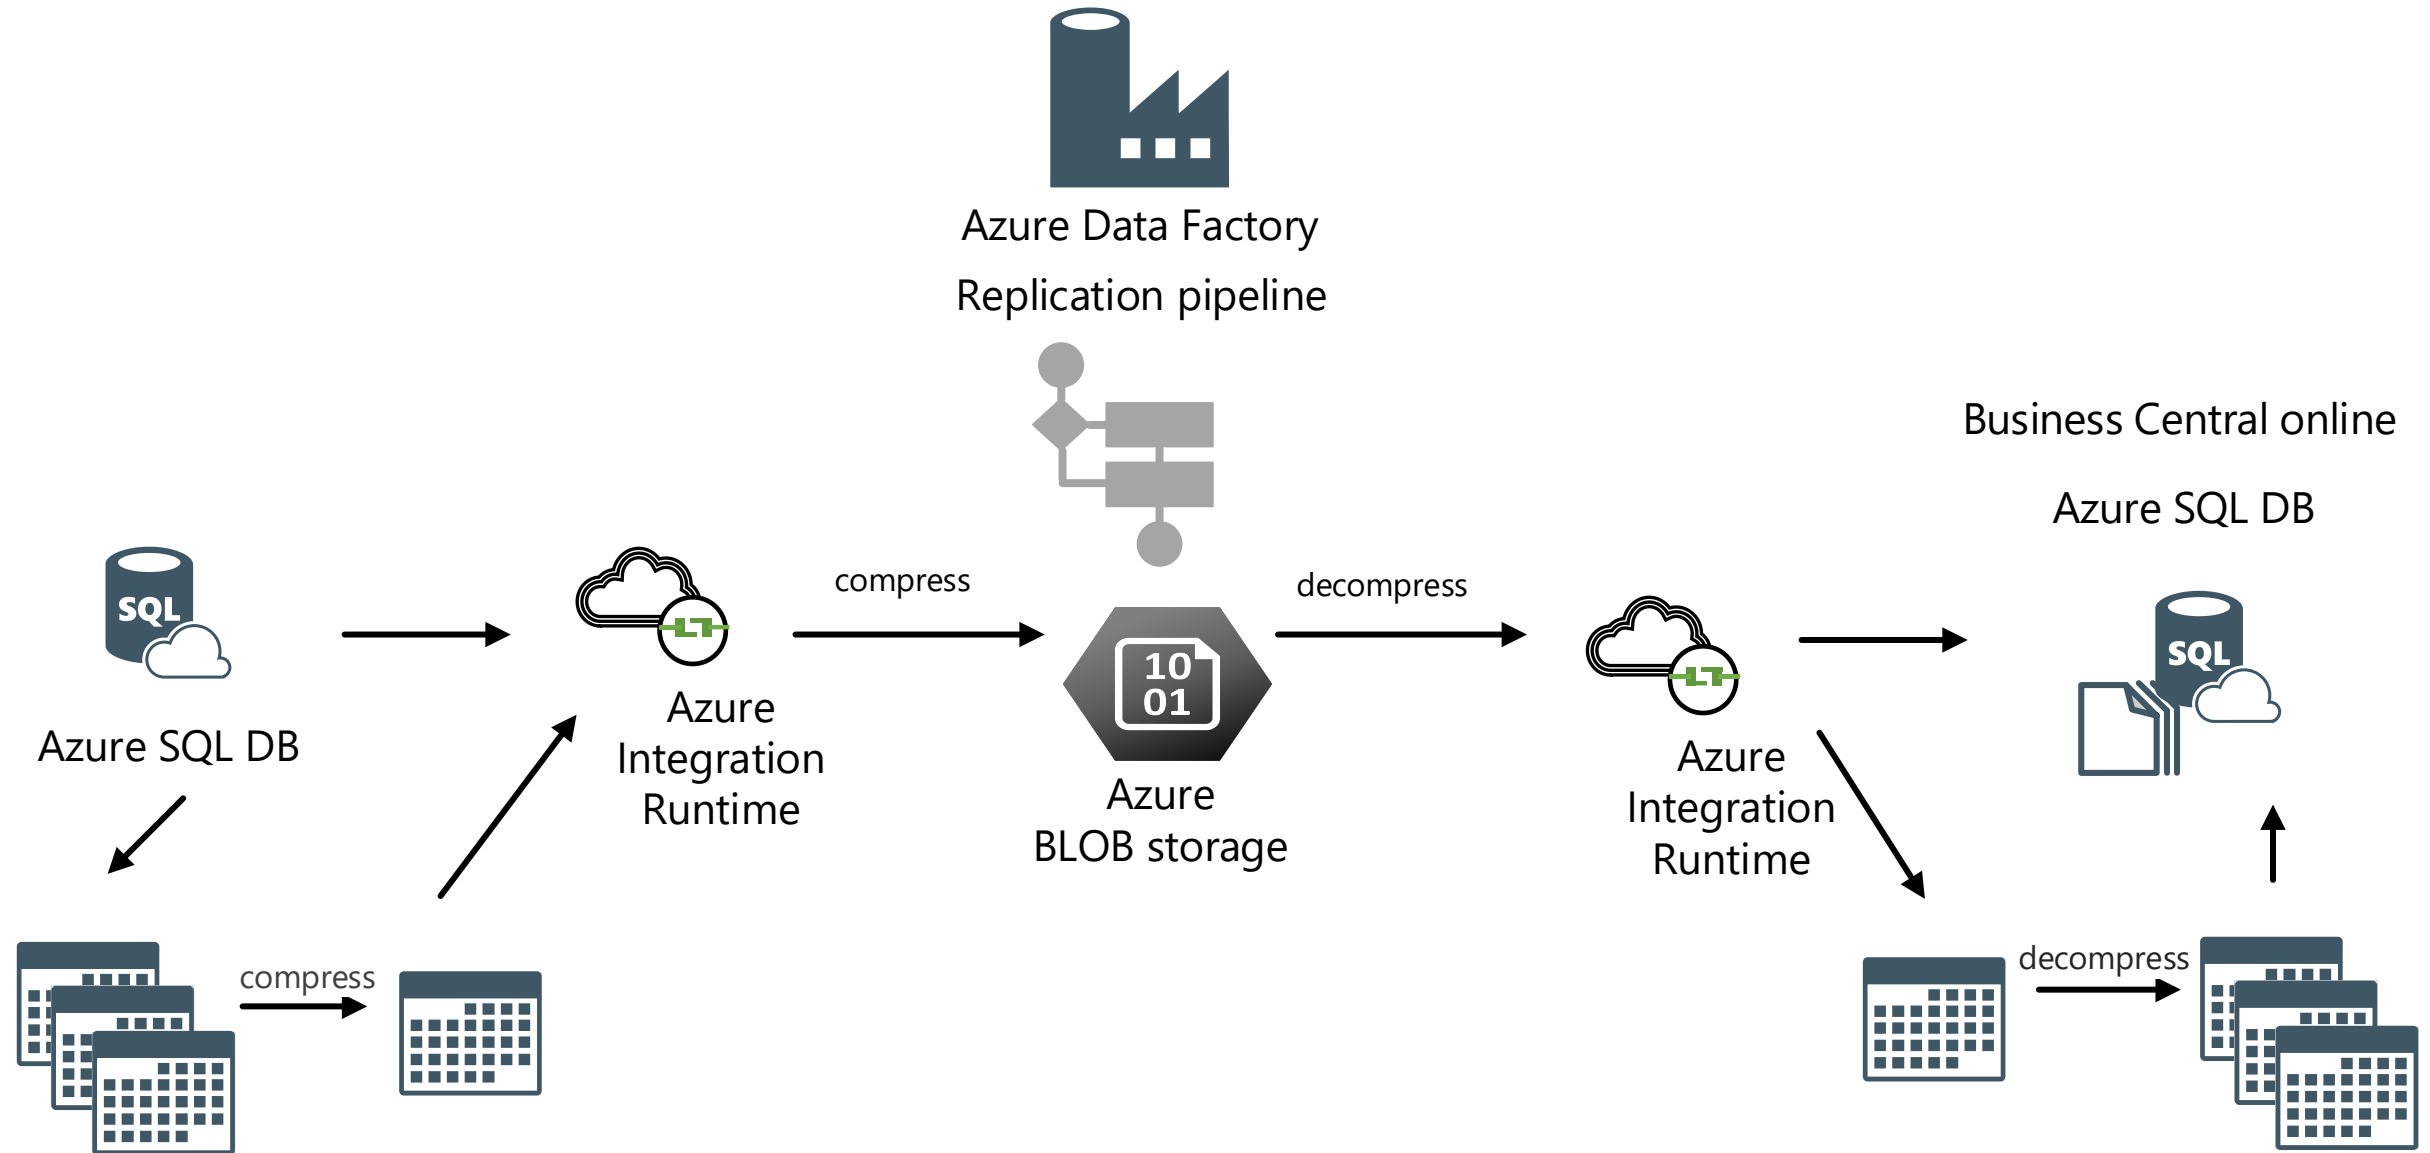 Azure Data Factory
Replication pipeline
Business Central online
Azure SQL DB
SQL
Azure SQL DB
compress
Azure
Integration
Runtime
compress
10
01
Azure
BLOB storage
decompress
Azure
Integration
Runtime
SQL
decompress